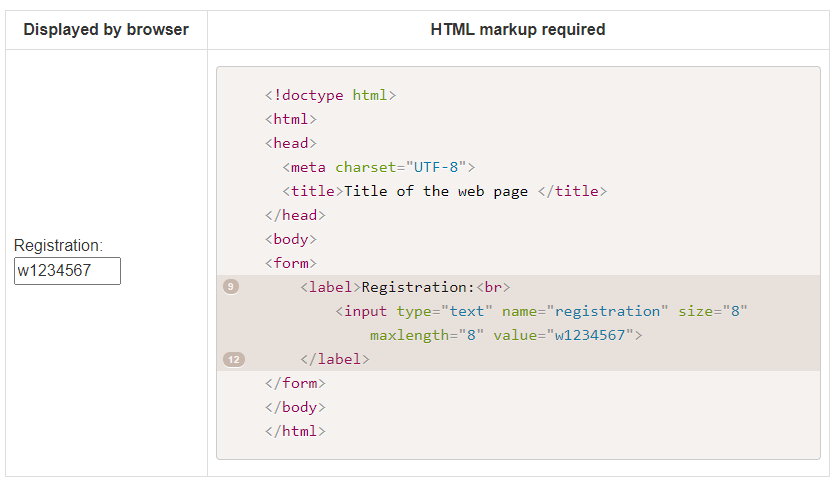 Displayed by browser
HTML markup required
Registration:
w1234567
<!doctype html>
<html>
<head>
<meta charset="UTF-8">
<title>Title of the web page </title>
</head>
<body>
<form>
9 <label>Registration:<br>
<input type="text" name="registration" size="8"
maxlength="8" value="w1234567">
12 </label>
</form>
</body>
</html>